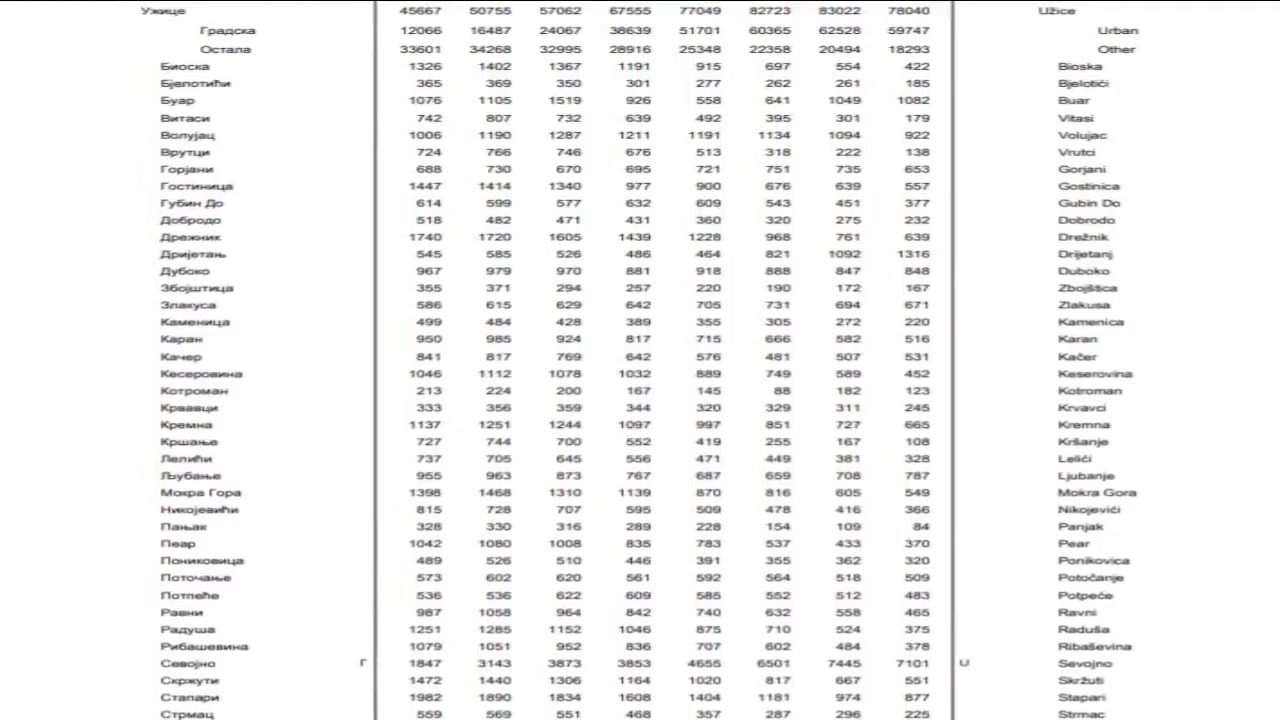 Ужице 45667 50755 57062 67555 77049 82723 83022 78040 Užice
Градска 12066 16487 24067 38639 51701 60365 62528 59747 Urban
Остала 33601 34268 32995 28916 25348 22358 20494 18293 Other
Биоска 1326 1402 1367 1191 915 697 554 422 Bioska
Бјелотићи 365 369 350 301 277 262 261 185 Bjelotići
Буар 1076 1105 1519 926 558 641 1049 1082 Buar
Витаси 742 807 732 639 492 395 301 179 Vitasi
Волујац 1006 1190 1287 1211 1191 1134 1094 922 Volujac
Врутци 724 766 746 676 513 318 222 138 Vrutci
Горјани 688 730 670 695 721 751 735 653 Gorjani
Гостиница 1447 1414 1340 977 900 676 639 557 Gostinica
Губин До 614 599 577 632 609 543 451 377 Gubin Do
Добродо 518 482 471 431 360 320 275 232 Dobrodo
Дрежник 1740 1720 1605 1439 1228 968 761 639 Drežnik
Дријетањ 545 585 526 486 464 821 1092 1316 Drijetanj
Дубоко 967 979 970 881 918 888 847 848 Duboko
Збојштица 355 371 294 257 220 190 172 167 Zbojštica
Злакуса 586 615 629 642 705 731 694 671 Zlakusa
Каменица 499 484 428 389 355 305 272 220 Kamenica
Каран 950 985 924 817 715 666 582 516 Karan
Качер 841 817 769 642 576 481 507 531 Kačer
Кесеровина 1046 1112 1078 1032 889 749 589 452 Keserovina
Котроман 213 224 200 167 145 88 182 123 Kotroman
Крвавци 333 356 359 344 320 329 311 245 Krvavci
Кремна 1137 1251 1244 1097 997 851 727 665 Kremna
Кршање 727 744 700 552 419 255 167 108 Kršanje
Лелићи 737 705 645 556 471 449 381 328 Lelići
Љубање 955 963 873 767 687 659 708 787 Ljubanje
Мокра Гора 1398 1468 1310 1139 870 816 605 549 Mokra Gora
Никојевићи 815 728 707 595 509 478 416 366 Nikojevići
Пањак 328 330 316 289 228 154 109 84 Panjak
Пеар 1042 1080 1008 835 783 537 433 370 Pear
Пониковица 489 526 510 446 391 355 362 320 Ponikovica
Поточање 573 602 620 561 592 564 518 509 Potočanje
Потпеће 536 536 622 609 585 552 512 483 Potpeće
Равни 987 1058 964 842 740 632 558 465 Ravni
Радуша 1251 1285 1152 1046 875 710 524 375 Raduša
Рибашевина 1079 1051 952 836 707 602 484 378 Ribaševina
Севојно Г 1847 3143 3873 3853 4655 6501 7445 7101 U Sevojno
Скржути 1472 1440 1306 1164 1020 817 667 551 Skržuti
Стапари 1982 1890 1834 1608 1404 1181 974 877 Stapari
Стрмац 559 569 551 468 357 287 296 225 Strmac